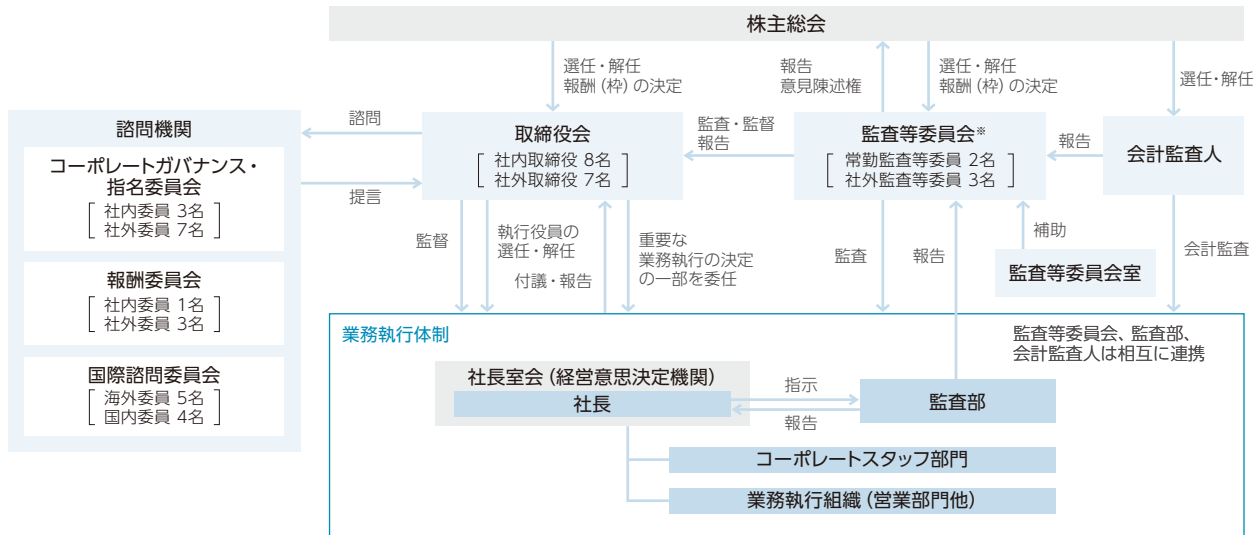 株主総会
選任・解任
報酬（枠）の決定
報告
意見陳述権
選任・解任
報酬（枠）の決定
選任・解任
諮問機関
コーポレートガバナンス・
指名委員会
社内委員 3名
社外委員 7名
報酬委員会
社内委員 1名
社外委員 3名
国際諮問委員会
海外委員 5名
国内委員 4名
諮問
提言
取締役会
社内取締役 8名
社外取締役 7名
監査・監督
報告
監査等委員会※
常勤監査等委員 2名
社外監査等委員 3名
報告
会計監査人
監督
執行役員の
選任・解任
付議・報告
重要な
業務執行の決定
の一部を委任
監査
報告
補助
監査等委員会室
会計監査
業務執行体制
監査等委員会、監査部、
会計監査人は相互に連携
社長室会（経営意思決定機関）
社長
指示
報告
監査部
コーポレートスタッフ部門
業務執行組織（営業部門他）